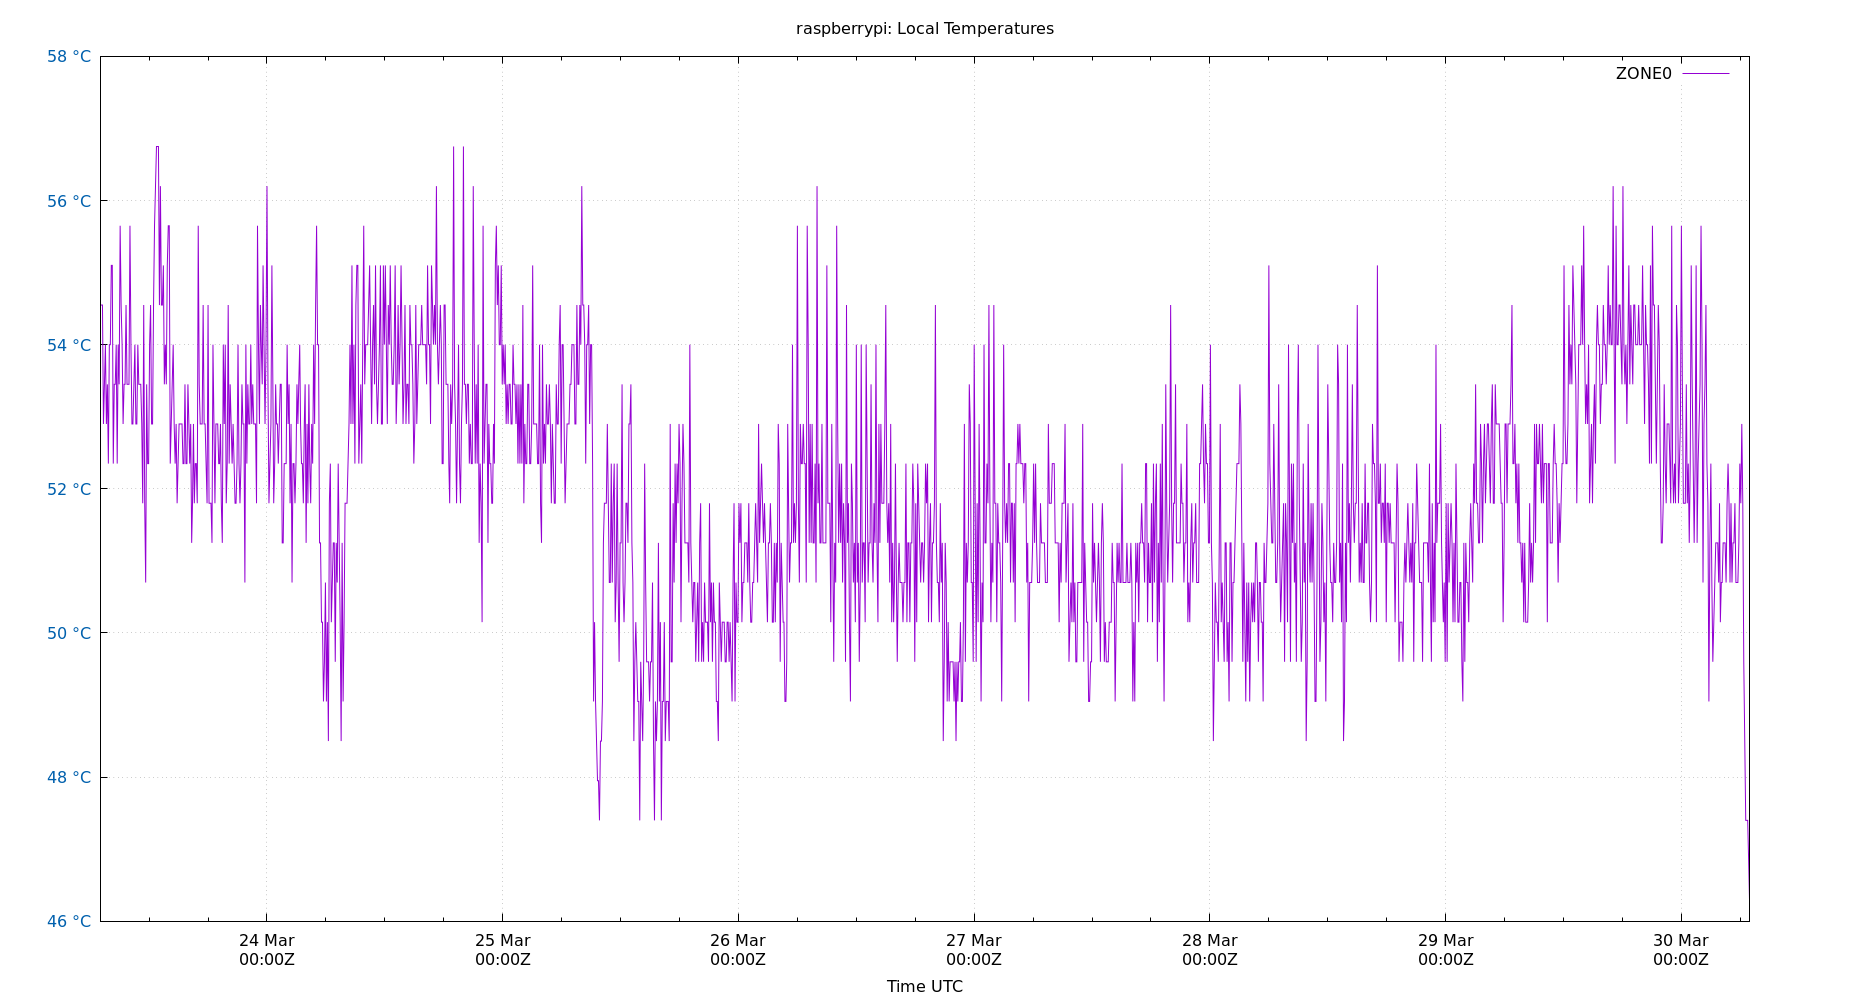 raspberrypi: Local Temperatures
58 °C
ZONE0
56 °C
54 °C
52 °C
50 °C
48 °C
46 °C
24 Mar 25 Mar 26 Mar 27 Mar 28 Mar 29 Mar 30 Mar
00:00Z 00:00Z 00:00Z 00:00Z 00:00Z 00:00Z 00:00Z
Time UTC